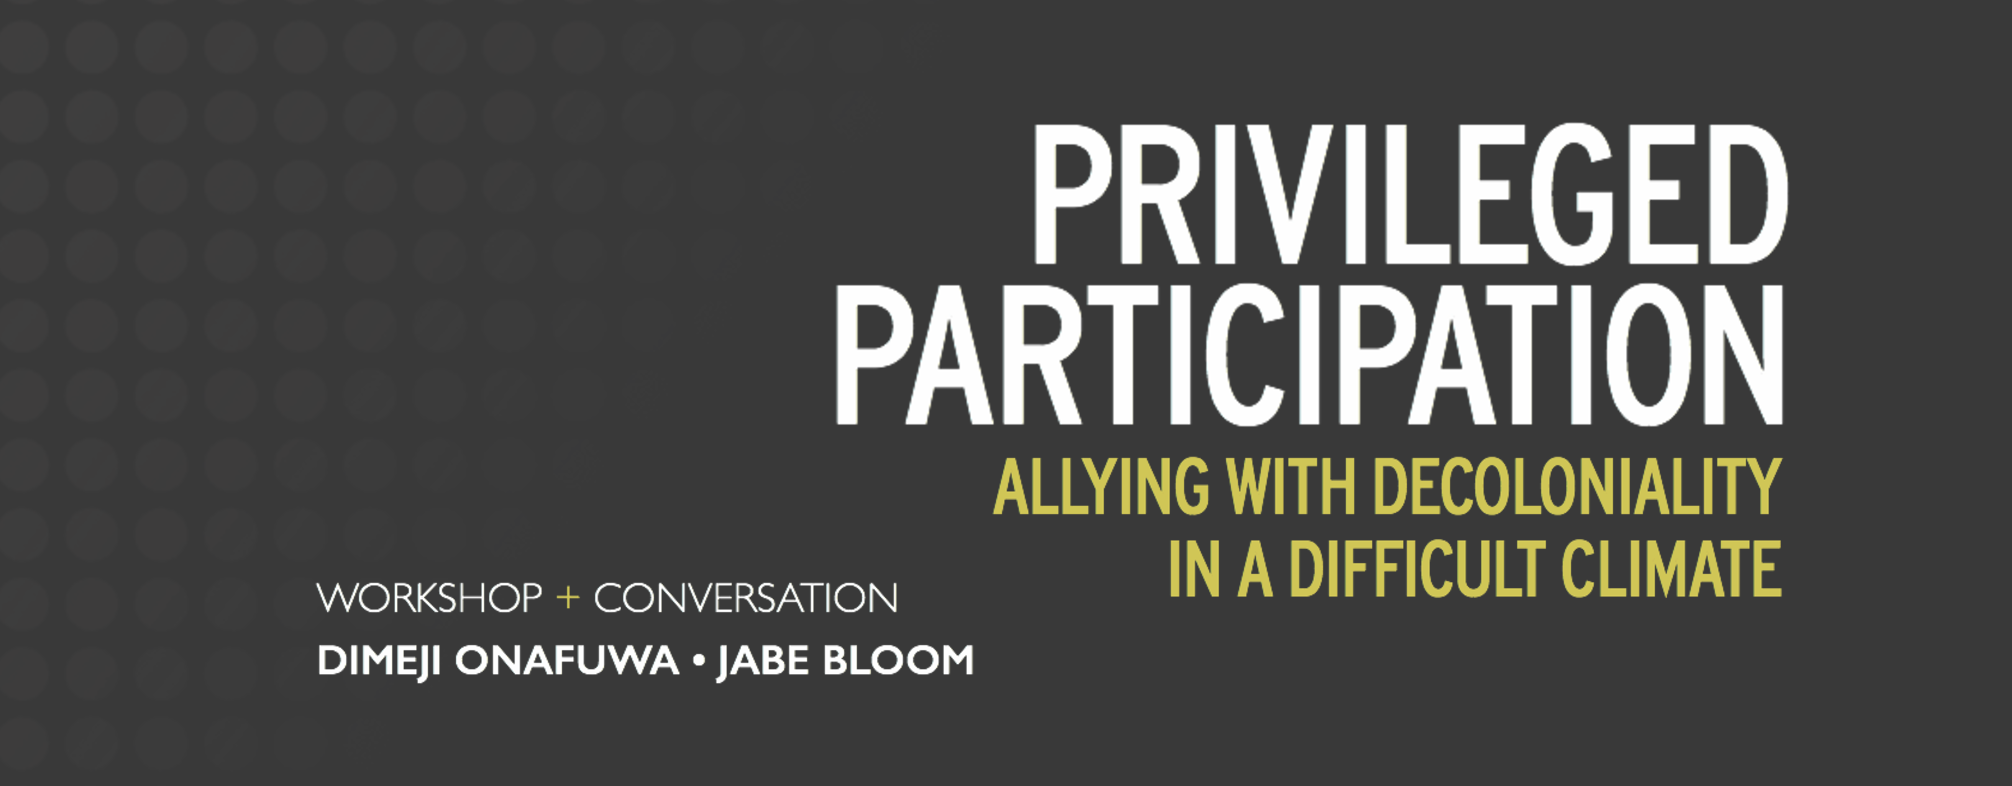 PRIVILEGED
PARTICIPATION
ALLYING WITH DECOLONIALITY
IN A DIFFICULT CLIMATE
WORKSHOP + CONVERSATION
DIMEJI ONAFUWA • JABE BLOOM